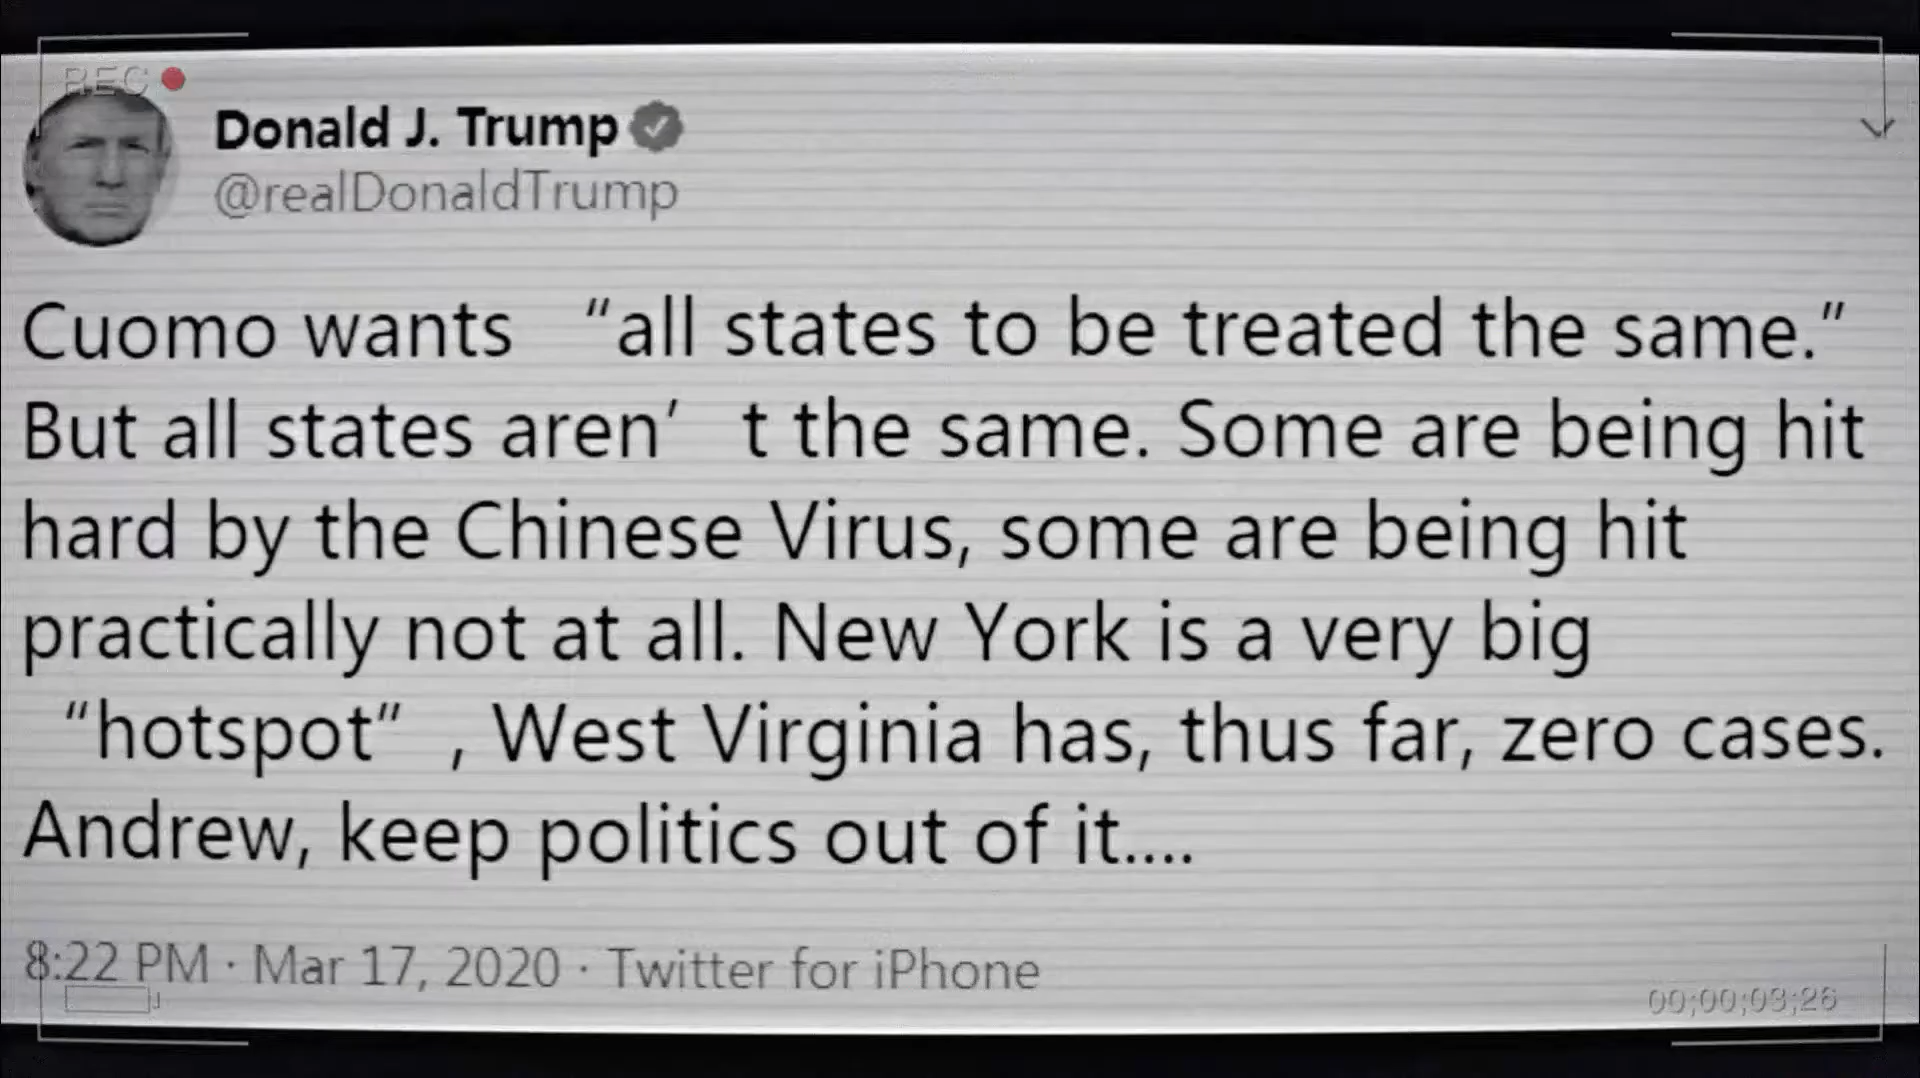 REC
Donald J. Trump
@realDonaldTrump
Cuomo wants “all states to be treated the same.”
But all states aren’t the same. Some are being hit
hard by the Chinese Virus, some are being hit
practically not at all. New York is a very big
“hotspot”, West Virginia has, thus far, zero cases.
Andrew, keep politics out of it....
8:22 PM · Mar 17, 2020 · Twitter for iPhone
00;00;03;26